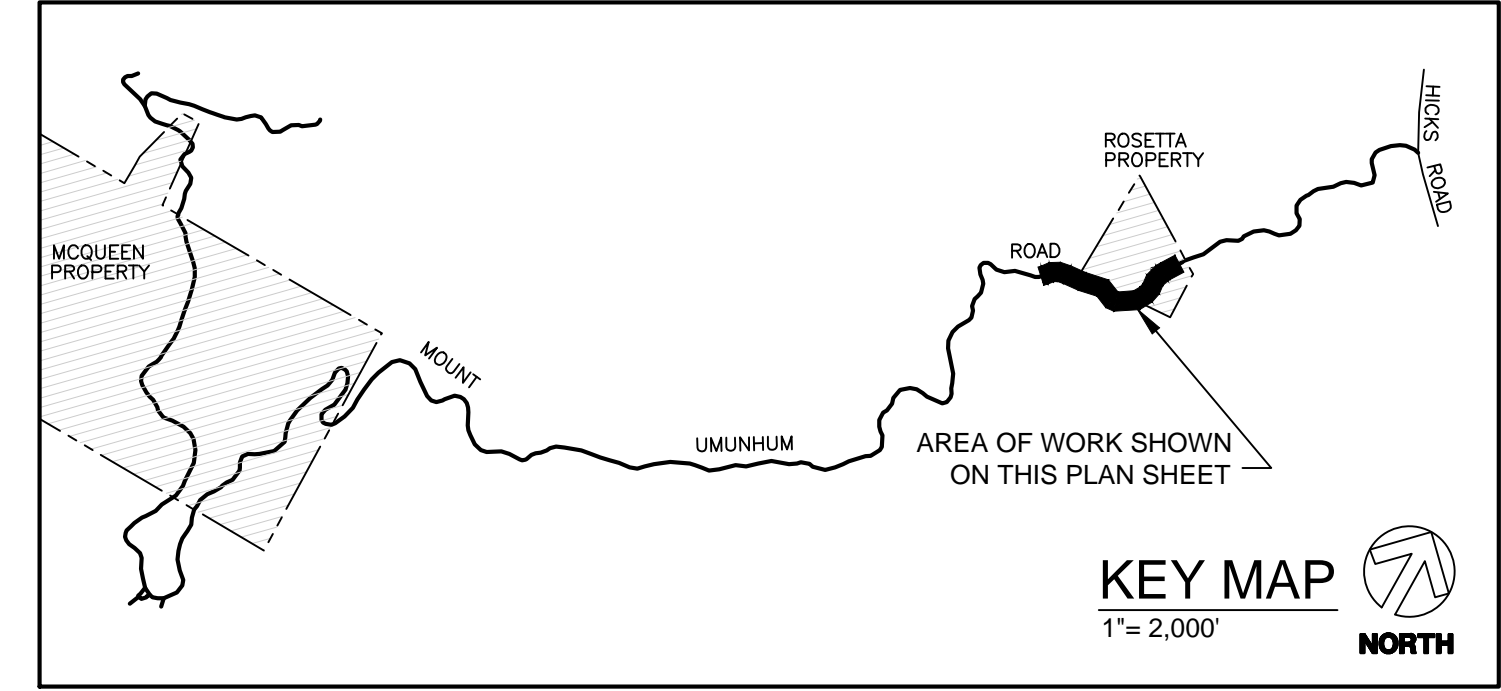 HICKS
ROAD
ROSETTA
PROPERTY
MCQUEEN
PROPERTY
ROAD
MOUNT
UMUNHUM
AREA OF WORK SHOWN
ON THIS PLAN SHEET
KEY MAP
1"= 2,000'
NORTH